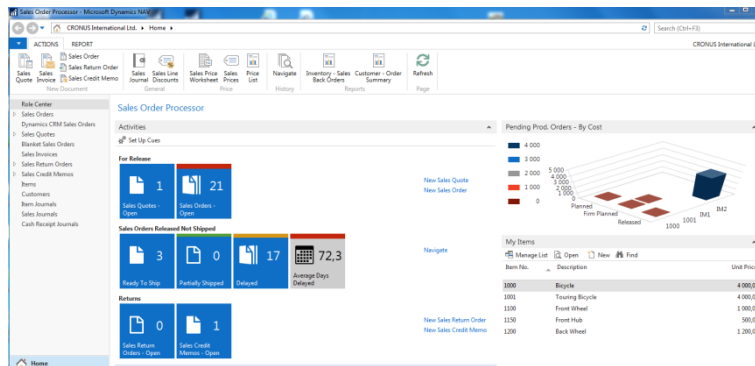 Sales Order Processor - Microsoft Dynamics NAV
CRONUS International Ltd. Home
Search (Ctrl+F3)
ACTIONS REPORT
CRONUS International L
Sales Quote
Sales Invoice
Sales Order
Sales Return Order
Sales Credit Memo
Sales Journal
Sales Line Discounts
Sales Price Worksheet
Sales Prices
Price List
Navigate
Inventory - Sales Back Orders
Customer - Order Summary
Refresh
New Document
General
Price
History
Reports
Page
Role Center
Sales Orders
Dynamics CRM Sales Orders
Sales Quotes
Blanket Sales Orders
Sales Invoices
Sales Return Orders
Sales Credit Memos
Items
Customers
Item Journals
Sales Journals
Cash Receipt Journals
Home
Sales Order Processor
Activities
Set Up Cues
For Release
1
Sales Quotes - Open
21
Sales Orders - Open
New Sales Quote
New Sales Order
Sales Orders Released Not Shipped
3
Ready To Ship
0
Partially Shipped
17
Delayed
72,3
Average Days Delayed
Navigate
Returns
0
Sales Return Orders - Open
1
Sales Credit Memos - Open
New Sales Return Order
New Sales Credit Memo
Pending Prod. Orders - By Cost
4 000
3 000
2 000
1 000
0
5 000
4 000
3 000
2 000
1 000
0
Planned
Firm Planned
Released
1000
1001
IM1
IM2
My Items
Manage List Open New Find
Item No. Description Unit Pric
1000 Bicycle 4 000,0
1001 Touring Bicycle 4 000,0
1100 Front Wheel 1 000,0
1150 Front Hub 500,0
1200 Back Wheel 1 200,0